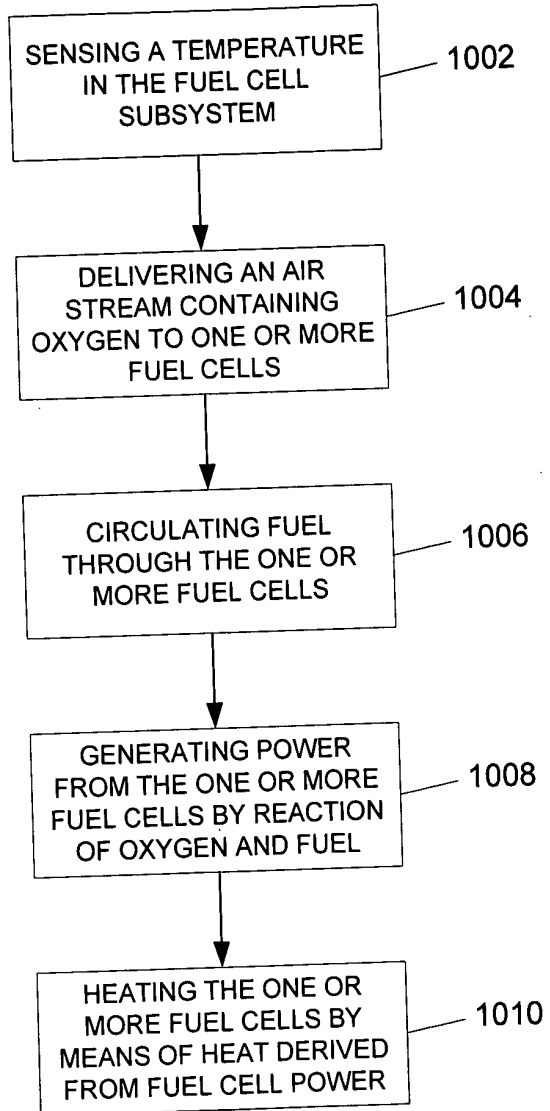 SENSING A TEMPERATURE
IN THE FUEL CELL
SUBSYSTEM
1002
DELIVERING AN AIR
STREAM CONTAINING
OXYGEN TO ONE OR MORE
FUEL CELLS
1004
CIRCULATING FUEL
THROUGH THE ONE OR
MORE FUEL CELLS
1006
GENERATING POWER
FROM THE ONE OR MORE
FUEL CELLS BY REACTION
OF OXYGEN AND FUEL
1008
HEATING THE ONE OR
MORE FUEL CELLS BY
MEANS OF HEAT DERIVED
FROM FUEL CELL POWER
1010